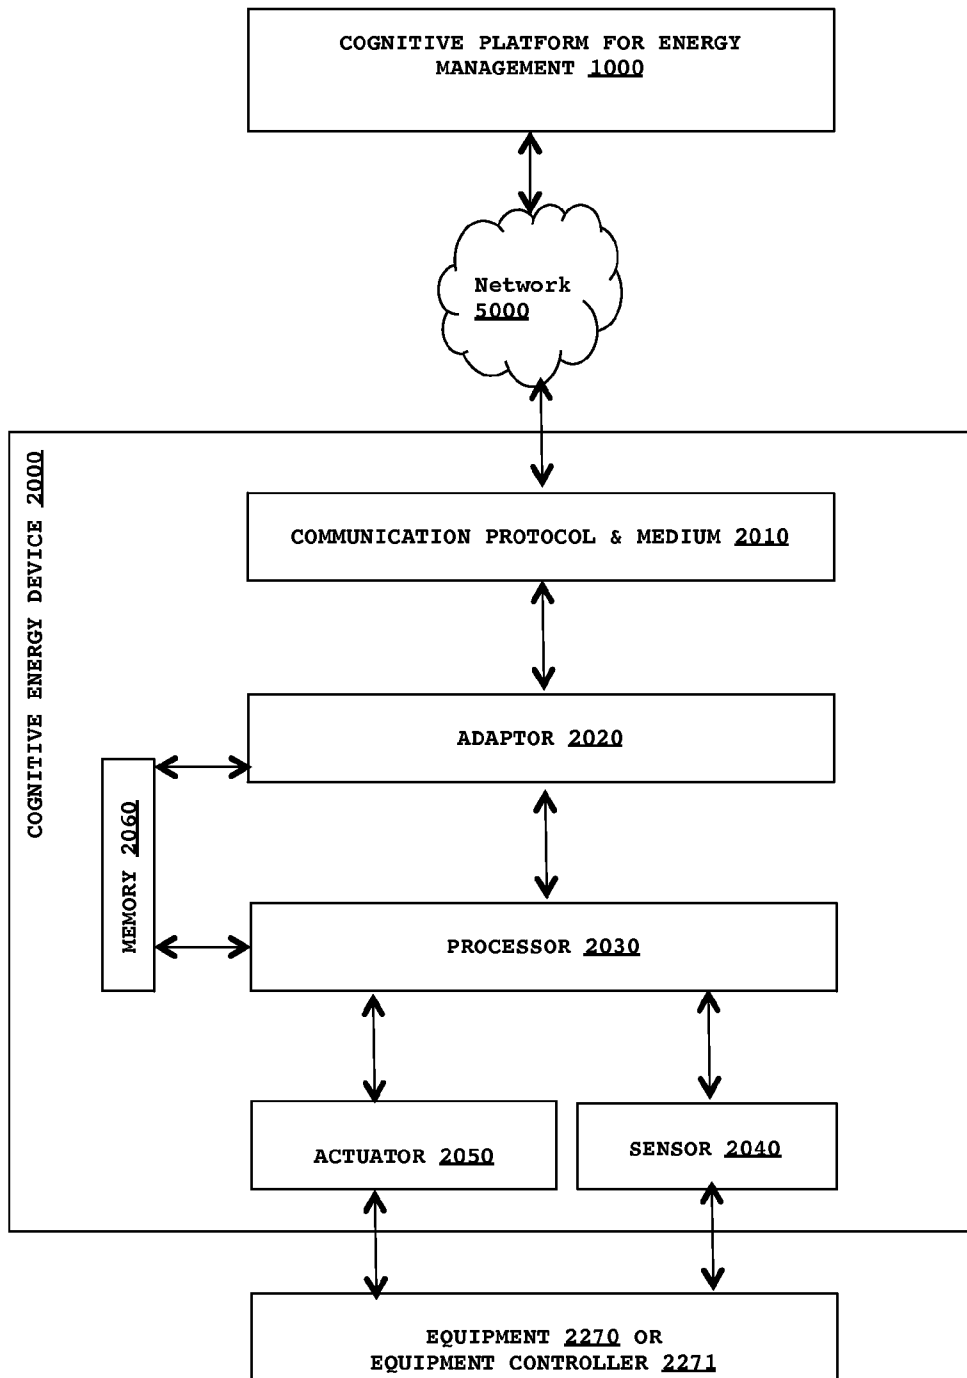 COGNITIVE PLATFORM FOR ENERGY
MANAGEMENT 1000
Network
5000
COGNITIVE ENERGY DEVICE 2000
COMMUNICATION PROTOCOL & MEDIUM 2010
ADAPTOR 2020
MEMORY 2060
PROCESSOR 2030
ACTUATOR 2050
SENSOR 2040
EQUIPMENT 2270 OR
EQUIPMENT CONTROLLER 2271